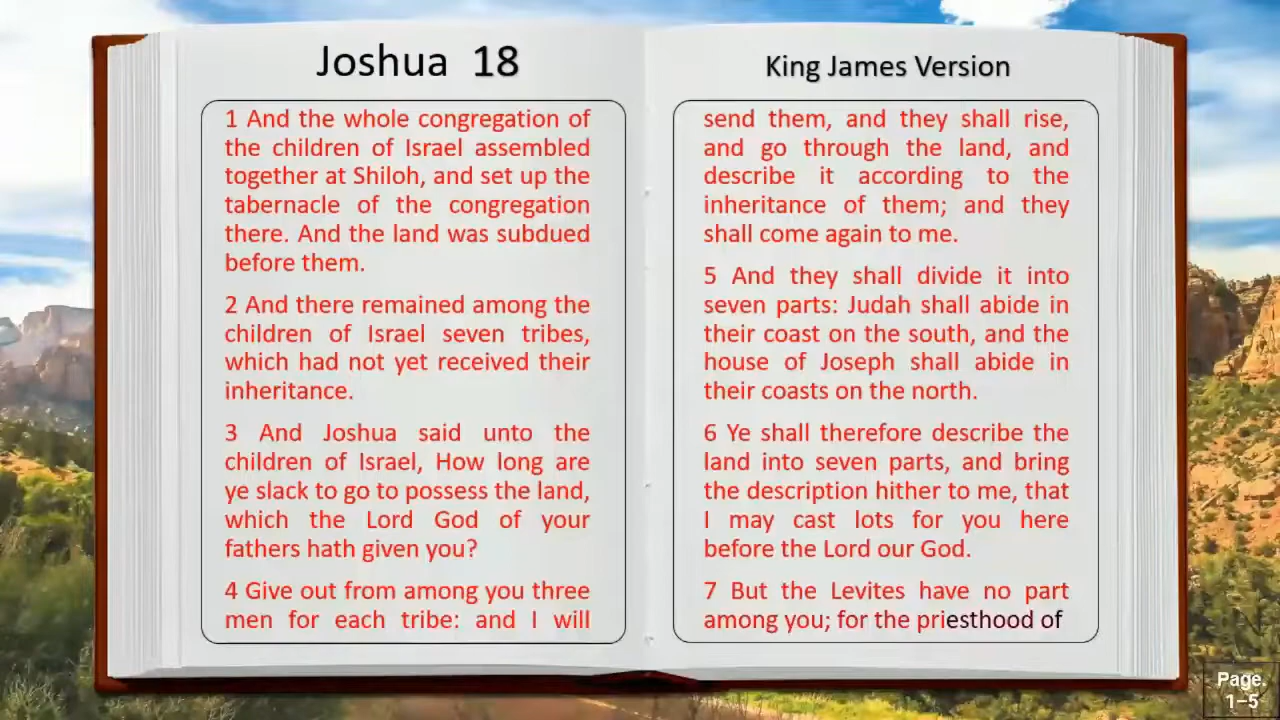 Joshua 18
1 And the whole congregation of
the children of Israel assembled
together at Shiloh, and set up the
tabernacle of the congregation
there. And the land was subdued
before them.
2 And there remained among the
children of Israel seven tribes,
which had not yet received their
inheritance.
3 And Joshua said unto the
children of Israel, How long are
ye slack to go to possess the land,
which the Lord God of your
fathers hath given you?
4 Give out from among you three
men for each tribe: and I will
King James Version
send them, and they shall rise,
and go through the land, and
describe it according to the
inheritance of them; and they
shall come again to me.
5 And they shall divide it into
seven parts: Judah shall abide in
their coast on the south, and the
house of Joseph shall abide in
their coasts on the north.
6 Ye shall therefore describe the
land into seven parts, and bring
the description hither to me, that
I may cast lots for you here
before the Lord our God.
7 But the Levites have no part
among you; for the priesthood of
Page.
1-5